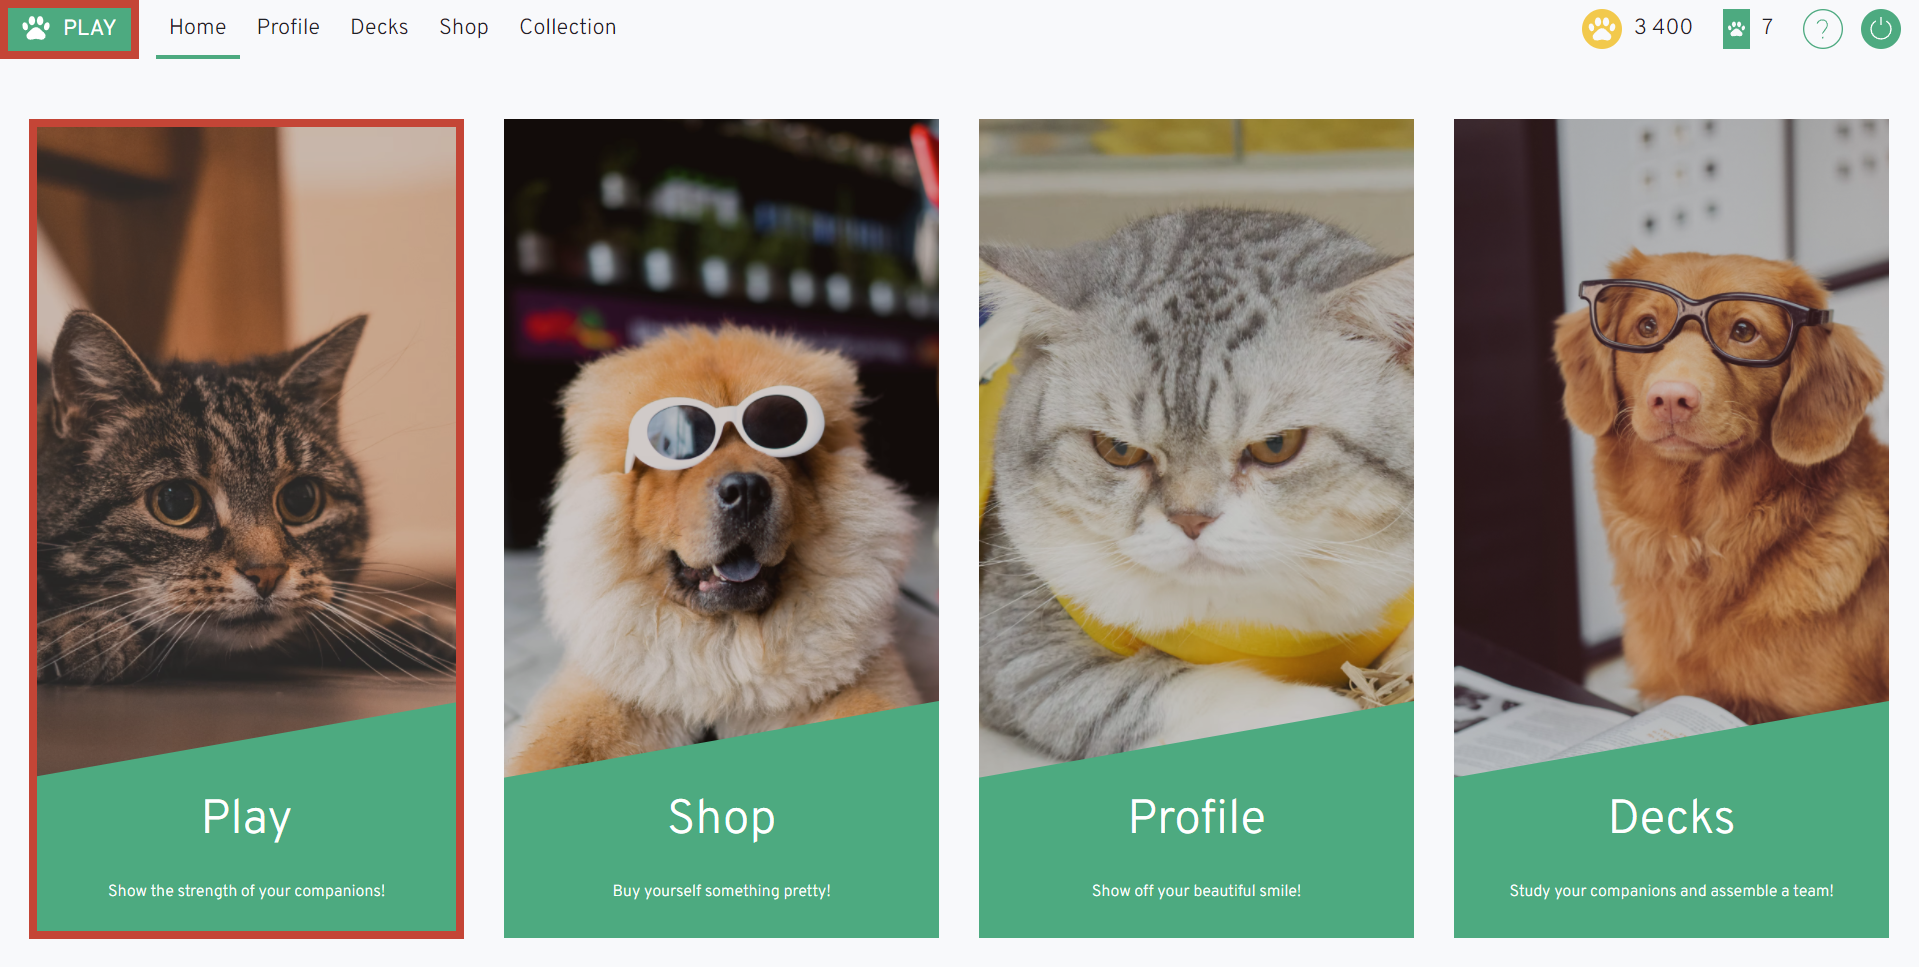 PLAY
Home
Profile
Decks
Shop
Collection
3 400
7
?
Play
Show the strength of your companions!
Shop
Buy yourself something pretty!
Profile
Show off your beautiful smile!
Decks
Study your companions and assemble a team!